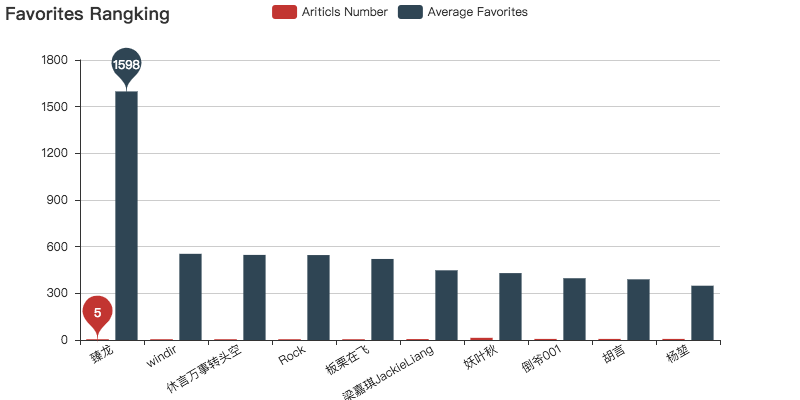 Favorites Rangking
Ariticls Number
Average Favorites
1800
1500
1200
900
600
300
0
1598
5
臻龙
windir
休言万事转头空
Rock
板栗在飞
梁嘉琪JackieLiang
妖叶秋
倒爷001
胡言
杨堃